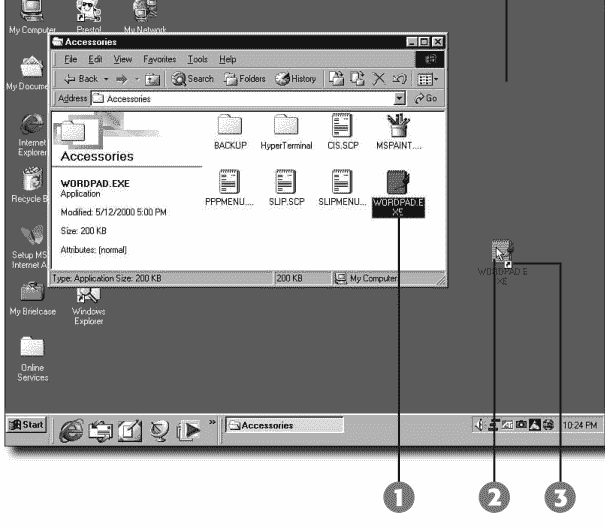 My Computer
Presto!
My Network
Accessories
File Edit View Favorites Tools Help
Back Search Folders History
Address Accessories Go
My Docume
Internet
Explorer
Recycle B
Setup MS
Internet A
My Briefcase
Windows
Explorer
Online
Services
Accessories
WORDPAD.EXE
Application
Modified: 5/12/2000 5:00 PM
Size: 200 KB
Attributes: (normal)
BACKUP HyperTerminal CIS.SCP MSPAINT....
PPPMENU.... SLIP.SCP SLIPMENU... WORDPAD.E
XE
Type: Application Size: 200 KB 200 KB My Computer
WORDPAD.E
XE
Start » Accessories 10:24 PM
1 2 3